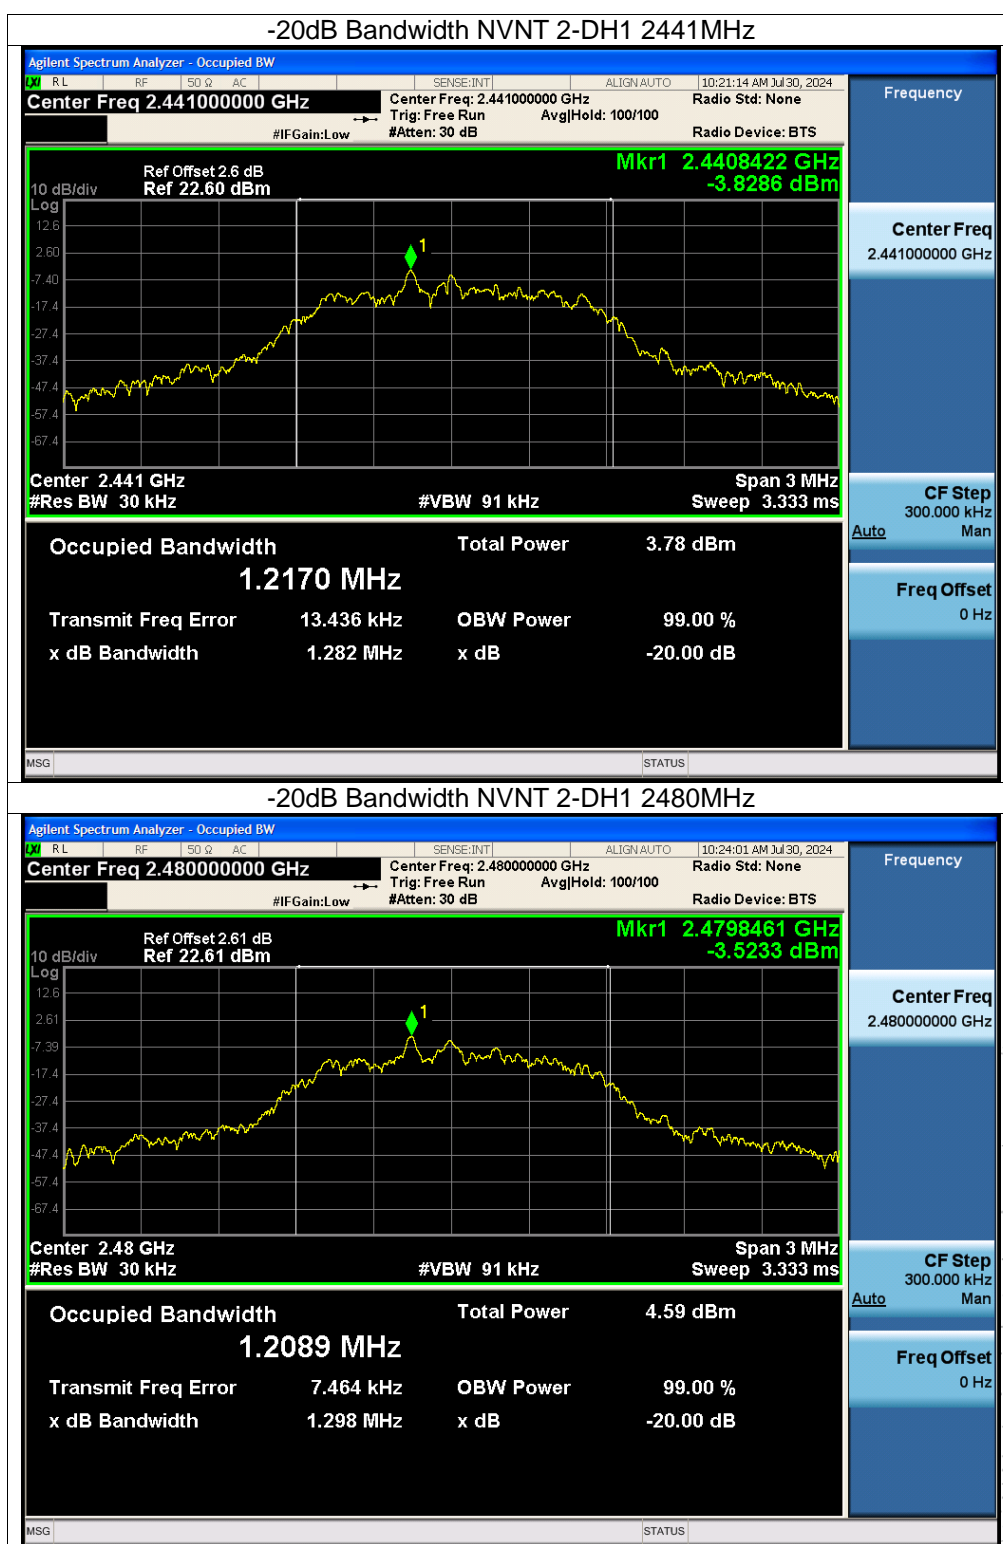 -20dB Bandwidth NVNT 2-DH1 2441MHz
Agilent Spectrum Analyzer - Occupied BW
LXI RL RF 50 Ω AC SENSE:INT ALIGN AUTO 10:21:14 AM Jul 30, 2024
Center Freq 2.441000000 GHz Center Freq: 2.441000000 GHz Radio Std: None Frequency
Trig: Free Run Avg|Hold: 100/100
#IFGain:Low #Atten: 30 dB Radio Device: BTS
Mkr1 2.4408422 GHz
-3.8286 dBm
Ref Offset 2.6 dB
10 dB/div Ref 22.60 dBm
Log
12.6
2.60
-7.40
-17.4
-27.4
-37.4
-47.4
-57.4
-67.4
1
Center Freq
2.441000000 GHz
Center 2.441 GHz Span 3 MHz
#Res BW 30 kHz #VBW 91 kHz Sweep 3.333 ms
CF Step
300.000 kHz
Auto Man
Occupied Bandwidth Total Power 3.78 dBm
1.2170 MHz
Freq Offset
0 Hz
Transmit Freq Error 13.436 kHz OBW Power 99.00 %
x dB Bandwidth 1.282 MHz x dB -20.00 dB
MSG STATUS
-20dB Bandwidth NVNT 2-DH1 2480MHz
Agilent Spectrum Analyzer - Occupied BW
LXI RL RF 50 Ω AC SENSE:INT ALIGN AUTO 10:24:01 AM Jul 30, 2024
Center Freq 2.480000000 GHz Center Freq: 2.480000000 GHz Radio Std: None Frequency
Trig: Free Run Avg|Hold: 100/100
#IFGain:Low #Atten: 30 dB Radio Device: BTS
Mkr1 2.4798461 GHz
-3.5233 dBm
Ref Offset 2.61 dB
10 dB/div Ref 22.61 dBm
Log
12.6
2.61
-7.39
-17.4
-27.4
-37.4
-47.4
-57.4
-67.4
1
Center Freq
2.480000000 GHz
Center 2.48 GHz Span 3 MHz
#Res BW 30 kHz #VBW 91 kHz Sweep 3.333 ms
CF Step
300.000 kHz
Auto Man
Occupied Bandwidth Total Power 4.59 dBm
1.2089 MHz
Freq Offset
0 Hz
Transmit Freq Error 7.464 kHz OBW Power 99.00 %
x dB Bandwidth 1.298 MHz x dB -20.00 dB
MSG STATUS